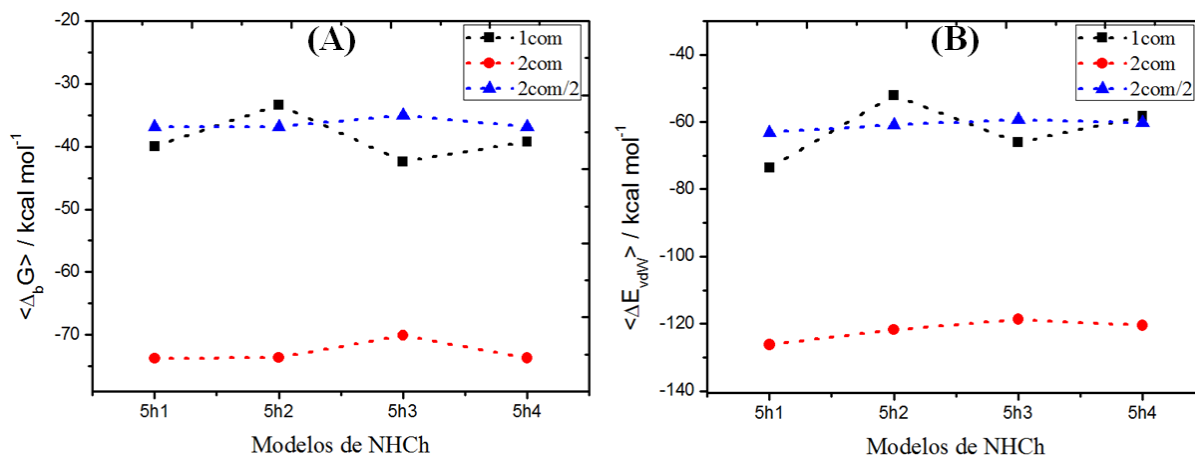 (A)
1com
2com
2com/2
-20
-30
-40
-50
-60
-70
<Δ_bG> / kcal mol⁻¹
5h1 5h2 5h3 5h4
Modelos de NHCh
(B)
1com
2com
2com/2
-40
-60
-80
-100
-120
-140
<ΔE_vdW> / kcal mol⁻¹
5h1 5h2 5h3 5h4
Modelos de NHCh